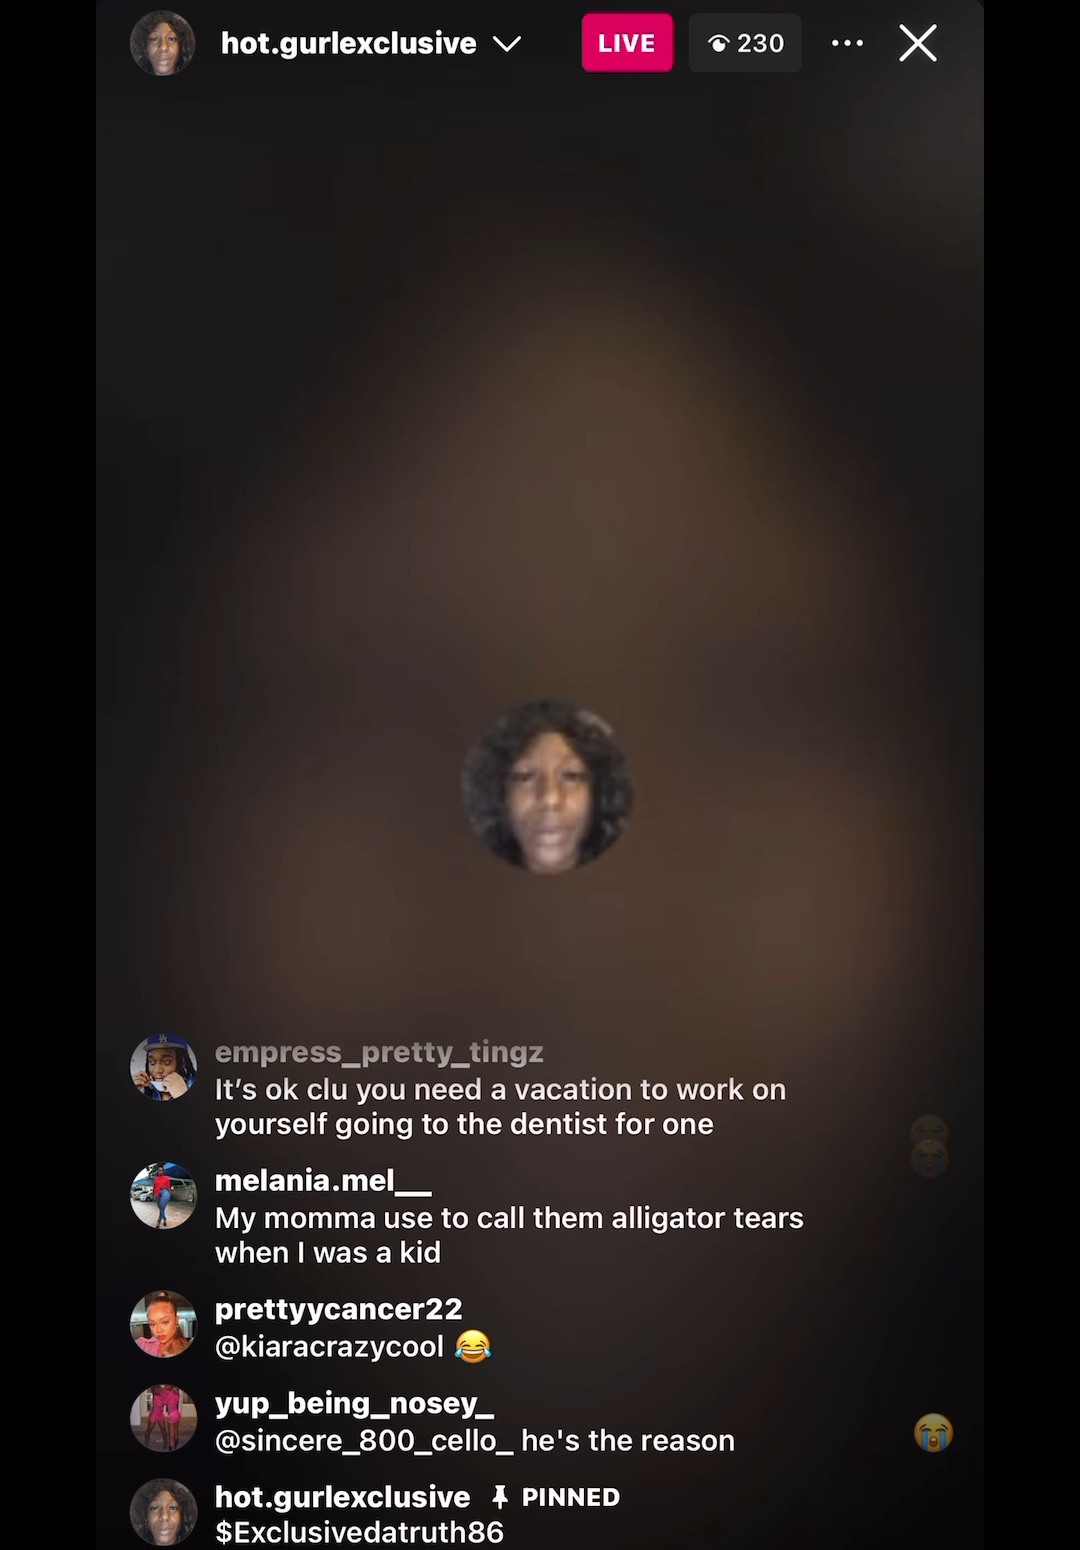 hot.gurlexclusive
LIVE
230
empress_pretty_tingz
It’s ok clu you need a vacation to work on
yourself going to the dentist for one
melania.mel__
My momma use to call them alligator tears
when I was a kid
prettyycancer22
@kiaracrazycool 😂
yup_being_nosey_
@sincere_800_cello_ he's the reason
hot.gurlexclusive PINNED
$Exclusivedatruth86